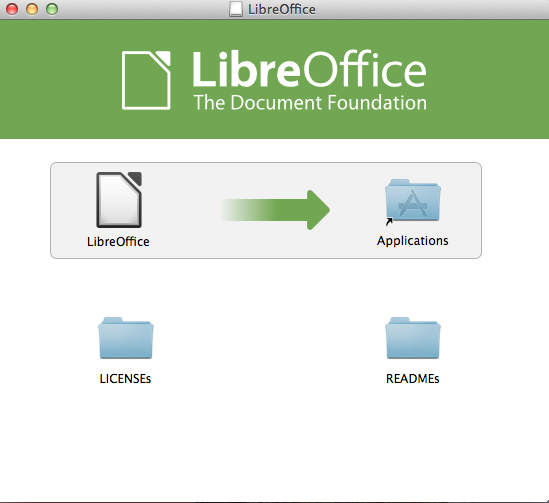 LibreOffice
LibreOffice
The Document Foundation
LibreOffice
Applications
LICENSEs
READMEs